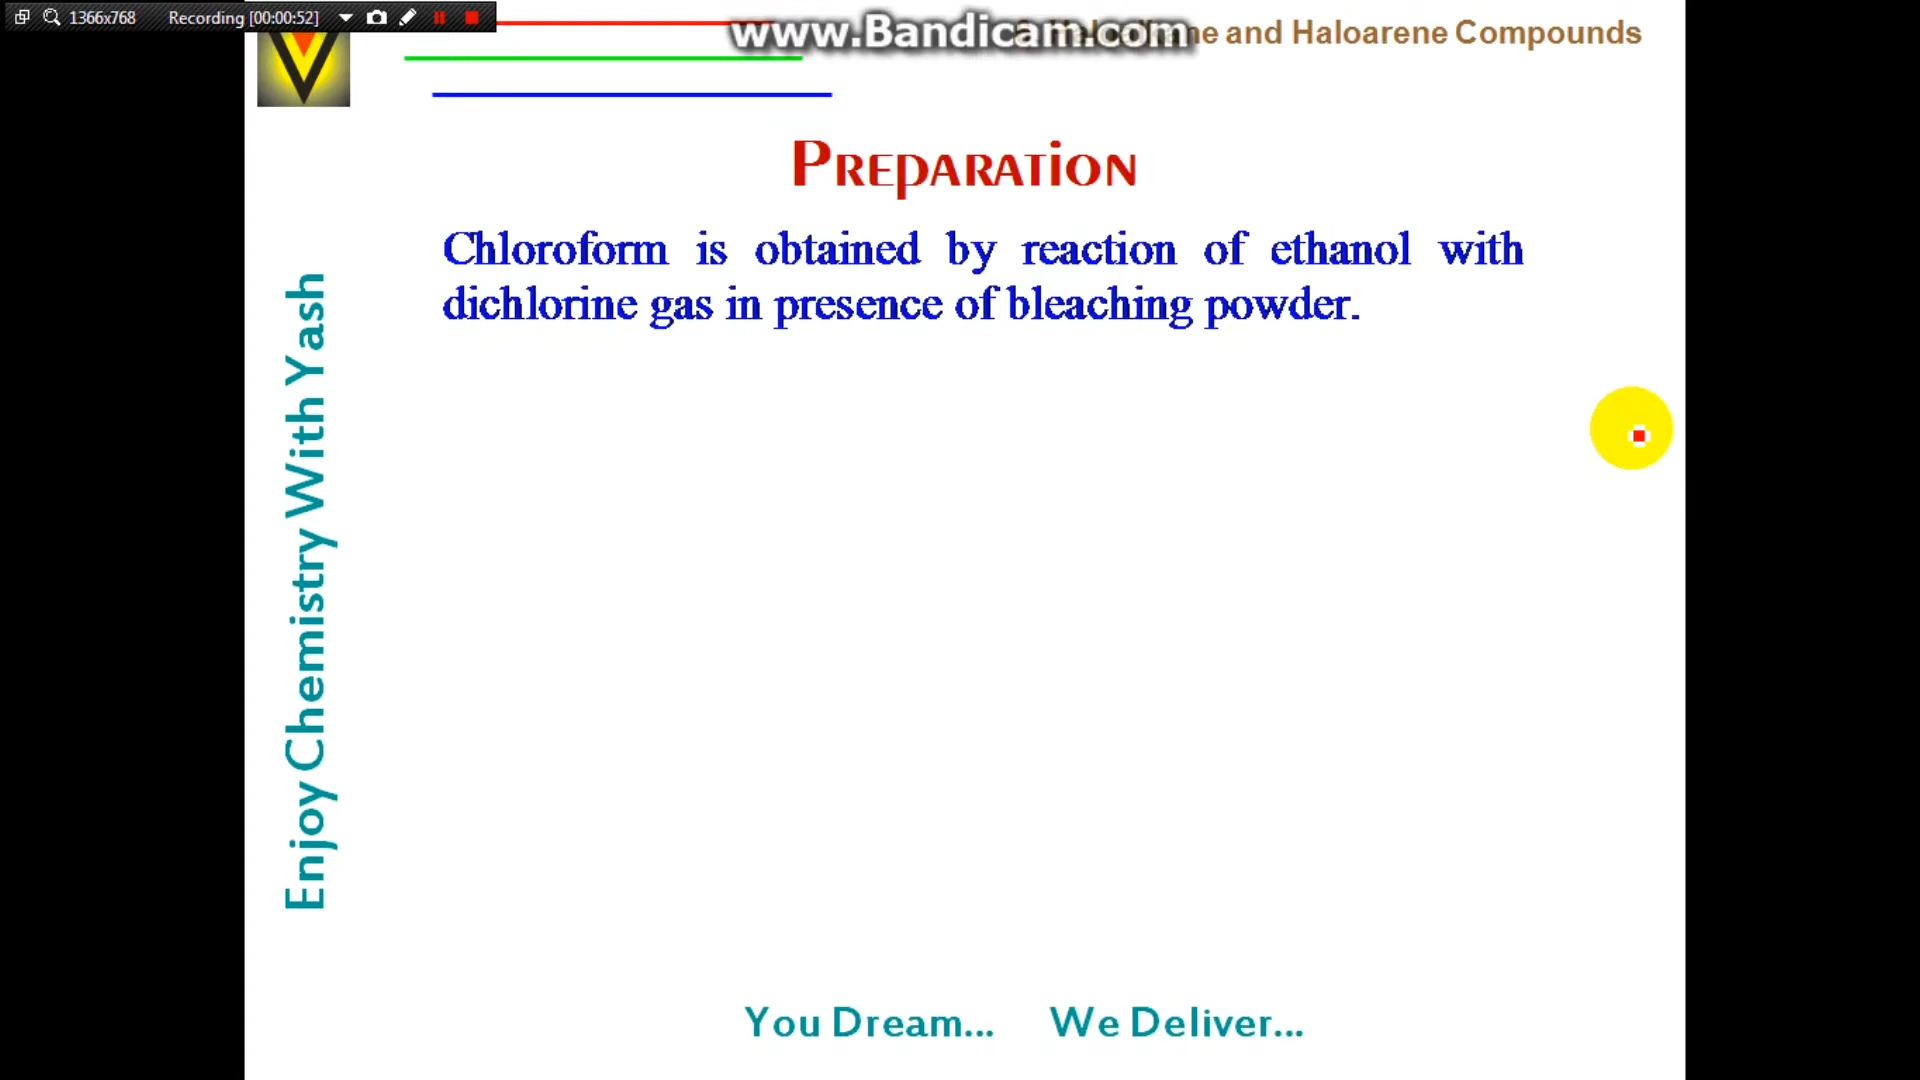 1366x768 Recording [00:00:52]
www.Bandicam.com
and Haloarene Compounds
PREPARATION
Chloroform is obtained by reaction of ethanol with
dichlorine gas in presence of bleaching powder.
Enjoy Chemistry With Yash
You Dream... We Deliver...